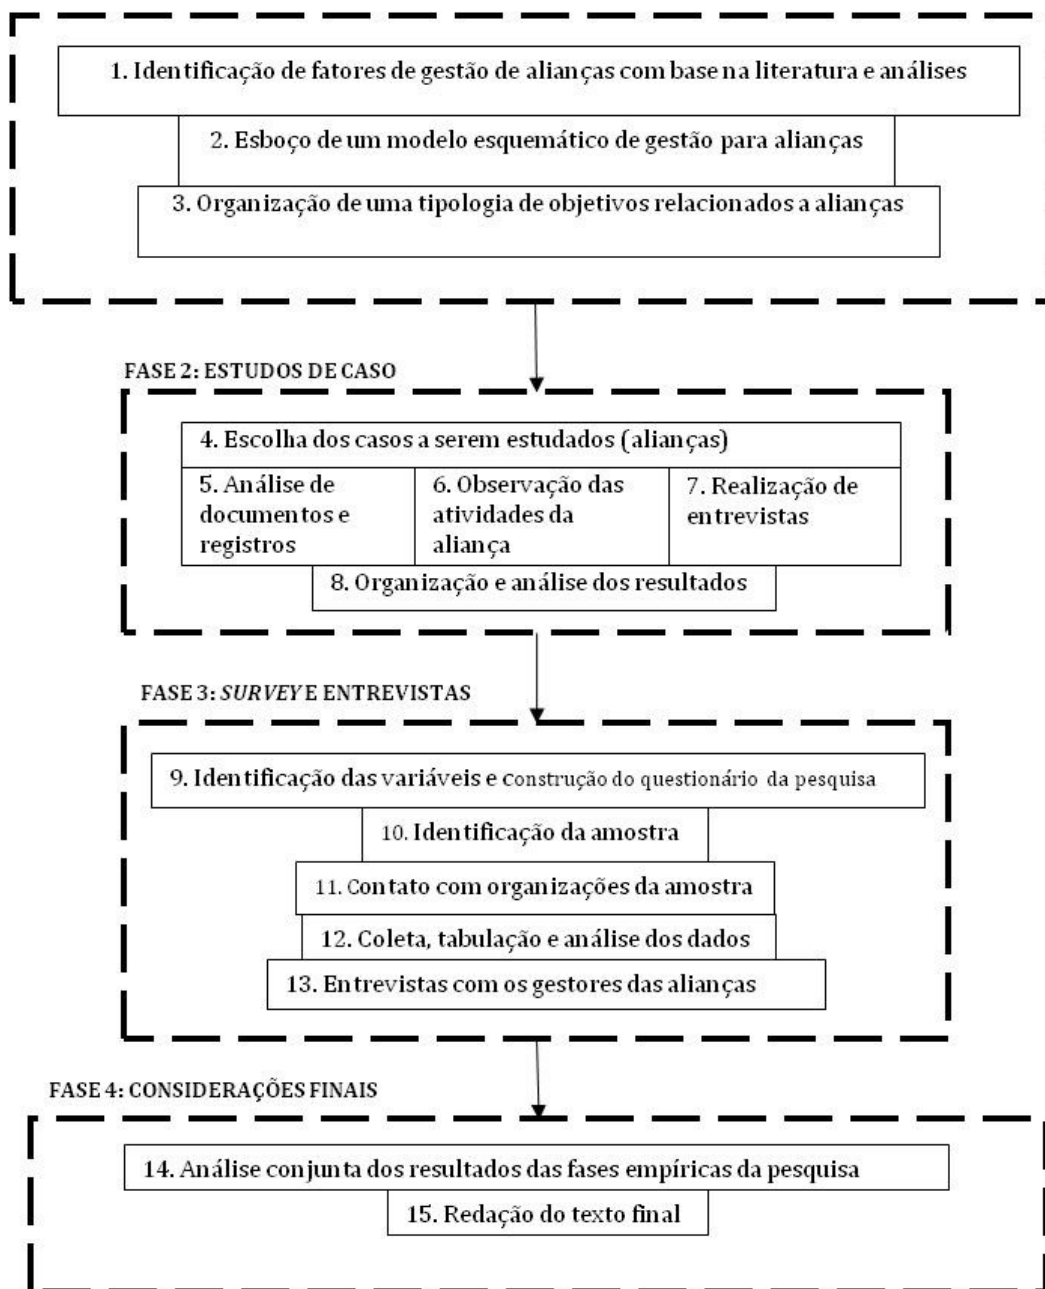 1. Identificação de fatores de gestão de alianças com base na literatura e análises
2. Esboço de um modelo esquemático de gestão para alianças
3. Organização de uma tipologia de objetivos relacionados a alianças
FASE 2: ESTUDOS DE CASO
4. Escolha dos casos a serem estudados (alianças)
5. Análise de
documentos e
registros
6. Observação das
atividades da
aliança
7. Realização de
entrevistas
8. Organização e análise dos resultados
FASE 3: SURVEY E ENTREVISTAS
9. Identificação das variáveis e construção do questionário da pesquisa
10. Identificação da amostra
11. Contato com organizações da amostra
12. Coleta, tabulação e análise dos dados
13. Entrevistas com os gestores das alianças
FASE 4: CONSIDERAÇÕES FINAIS
14. Análise conjunta dos resultados das fases empíricas da pesquisa
15. Redação do texto final